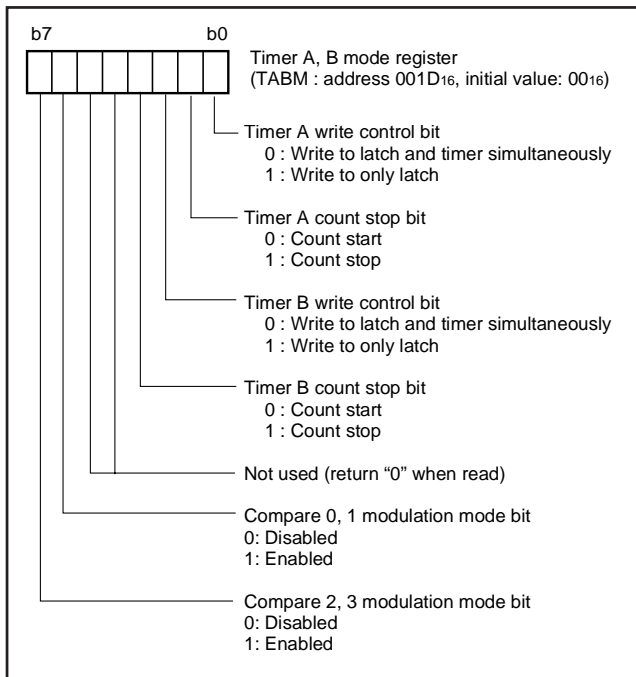 b7 b0
Timer A, B mode register
(TABM : address 001D16, initial value: 0016)
Timer A write control bit
0 : Write to latch and timer simultaneously
1 : Write to only latch
Timer A count stop bit
0 : Count start
1 : Count stop
Timer B write control bit
0 : Write to latch and timer simultaneously
1 : Write to only latch
Timer B count stop bit
0 : Count start
1 : Count stop
Not used (return “0” when read)
Compare 0, 1 modulation mode bit
0: Disabled
1: Enabled
Compare 2, 3 modulation mode bit
0: Disabled
1: Enabled